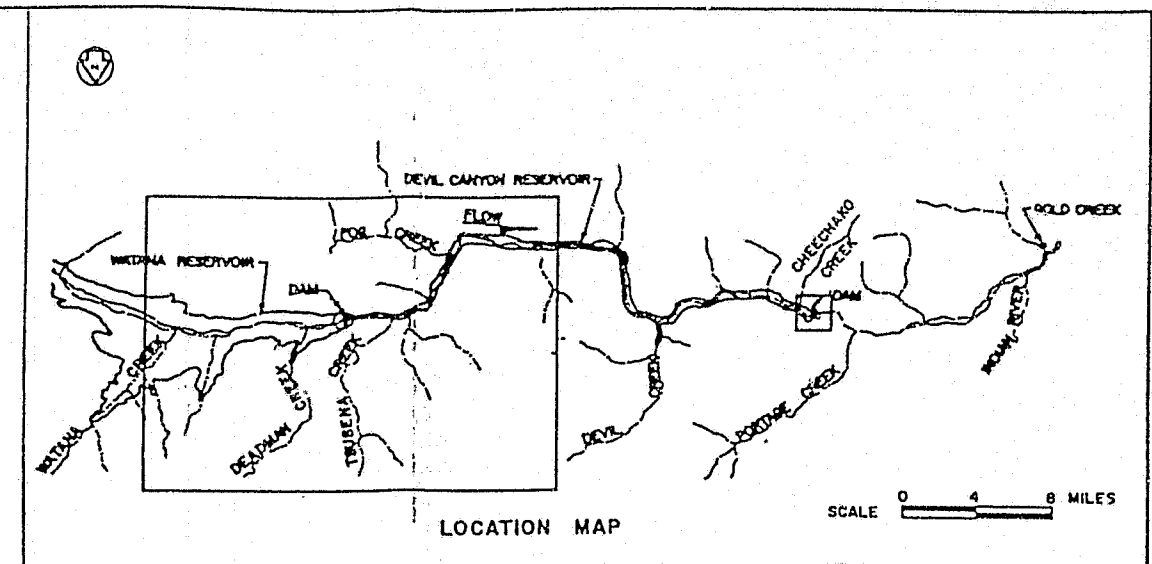 N
DEVIL CANYON RESERVOIR
FLOW
GOLD CREEK
FOG CREEK
CHEECHAKO
CREEK
WATANA RESERVOIR
DAM
DAM
CREEK
WATANA
CREEK
DEADMAN
CREEK
TSUSENA
CREEK
DEVIL
CREEK
PORTAGE
INDIAN RIVER
0 4 8 MILES
SCALE
LOCATION MAP